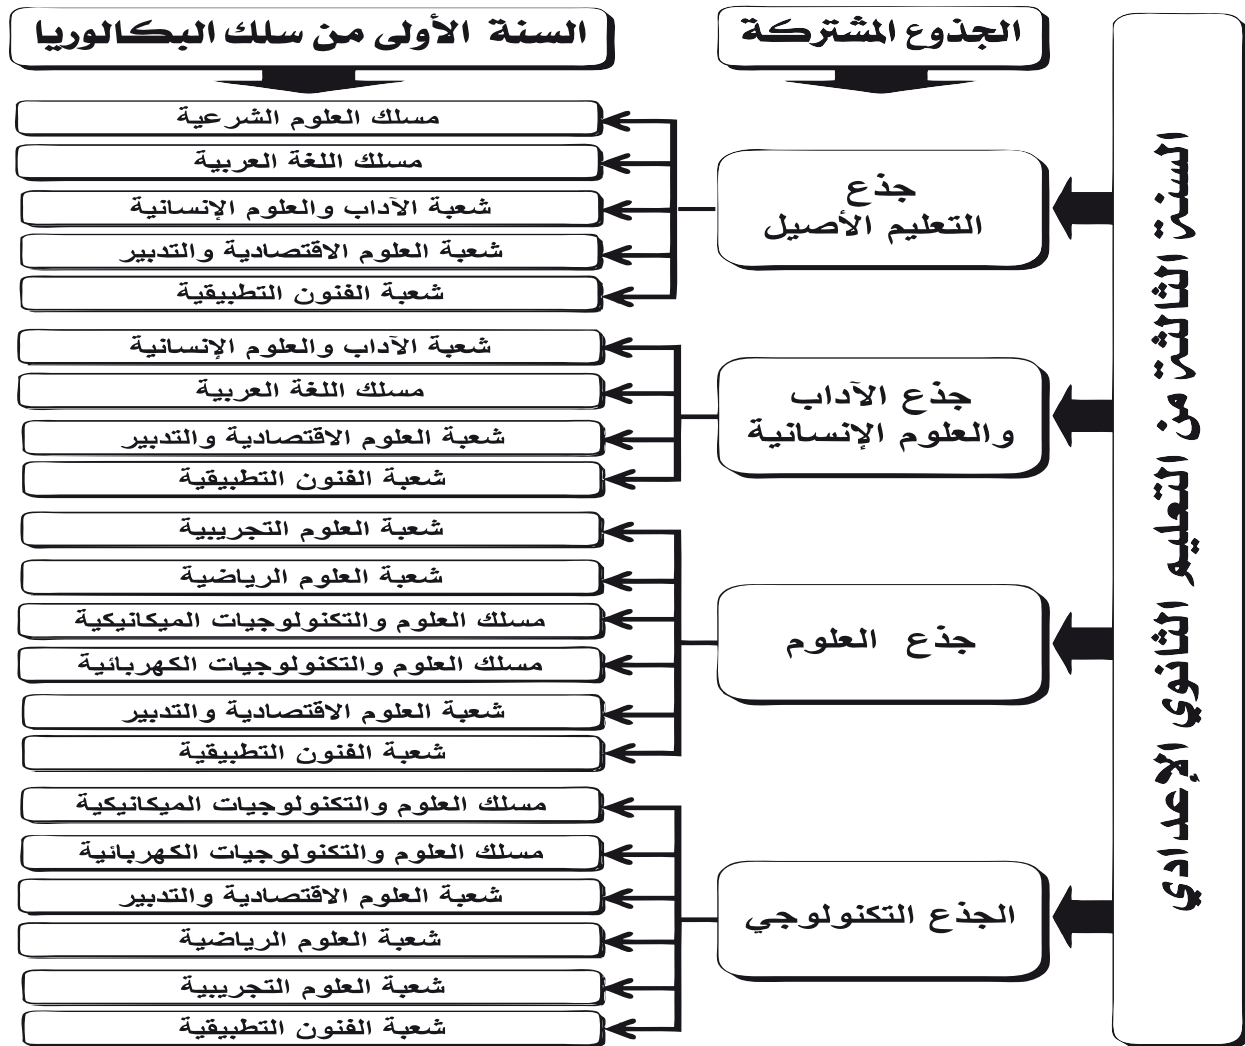 السنة الثالثة من التعليم الثانوي الإعدادي
الجذوع المشتركة
السنة الأولى من سلك البكالوريا
جذع
التعليم الأصيل
مسلك العلوم الشرعية
مسلك اللغة العربية
شعبة الآداب والعلوم الإنسانية
شعبة العلوم الاقتصادية والتدبير
شعبة الفنون التطبيقية
جذع الآداب
والعلوم الإنسانية
شعبة الآداب والعلوم الإنسانية
مسلك اللغة العربية
شعبة العلوم الاقتصادية والتدبير
شعبة الفنون التطبيقية
جذع العلوم
شعبة العلوم التجريبية
شعبة العلوم الرياضية
مسلك العلوم والتكنولوجيات الميكانيكية
مسلك العلوم والتكنولوجيات الكهربائية
شعبة العلوم الاقتصادية والتدبير
شعبة الفنون التطبيقية
الجذع التكنولوجي
مسلك العلوم والتكنولوجيات الميكانيكية
مسلك العلوم والتكنولوجيات الكهربائية
شعبة العلوم الاقتصادية والتدبير
شعبة العلوم الرياضية
شعبة العلوم التجريبية
شعبة الفنون التطبيقية